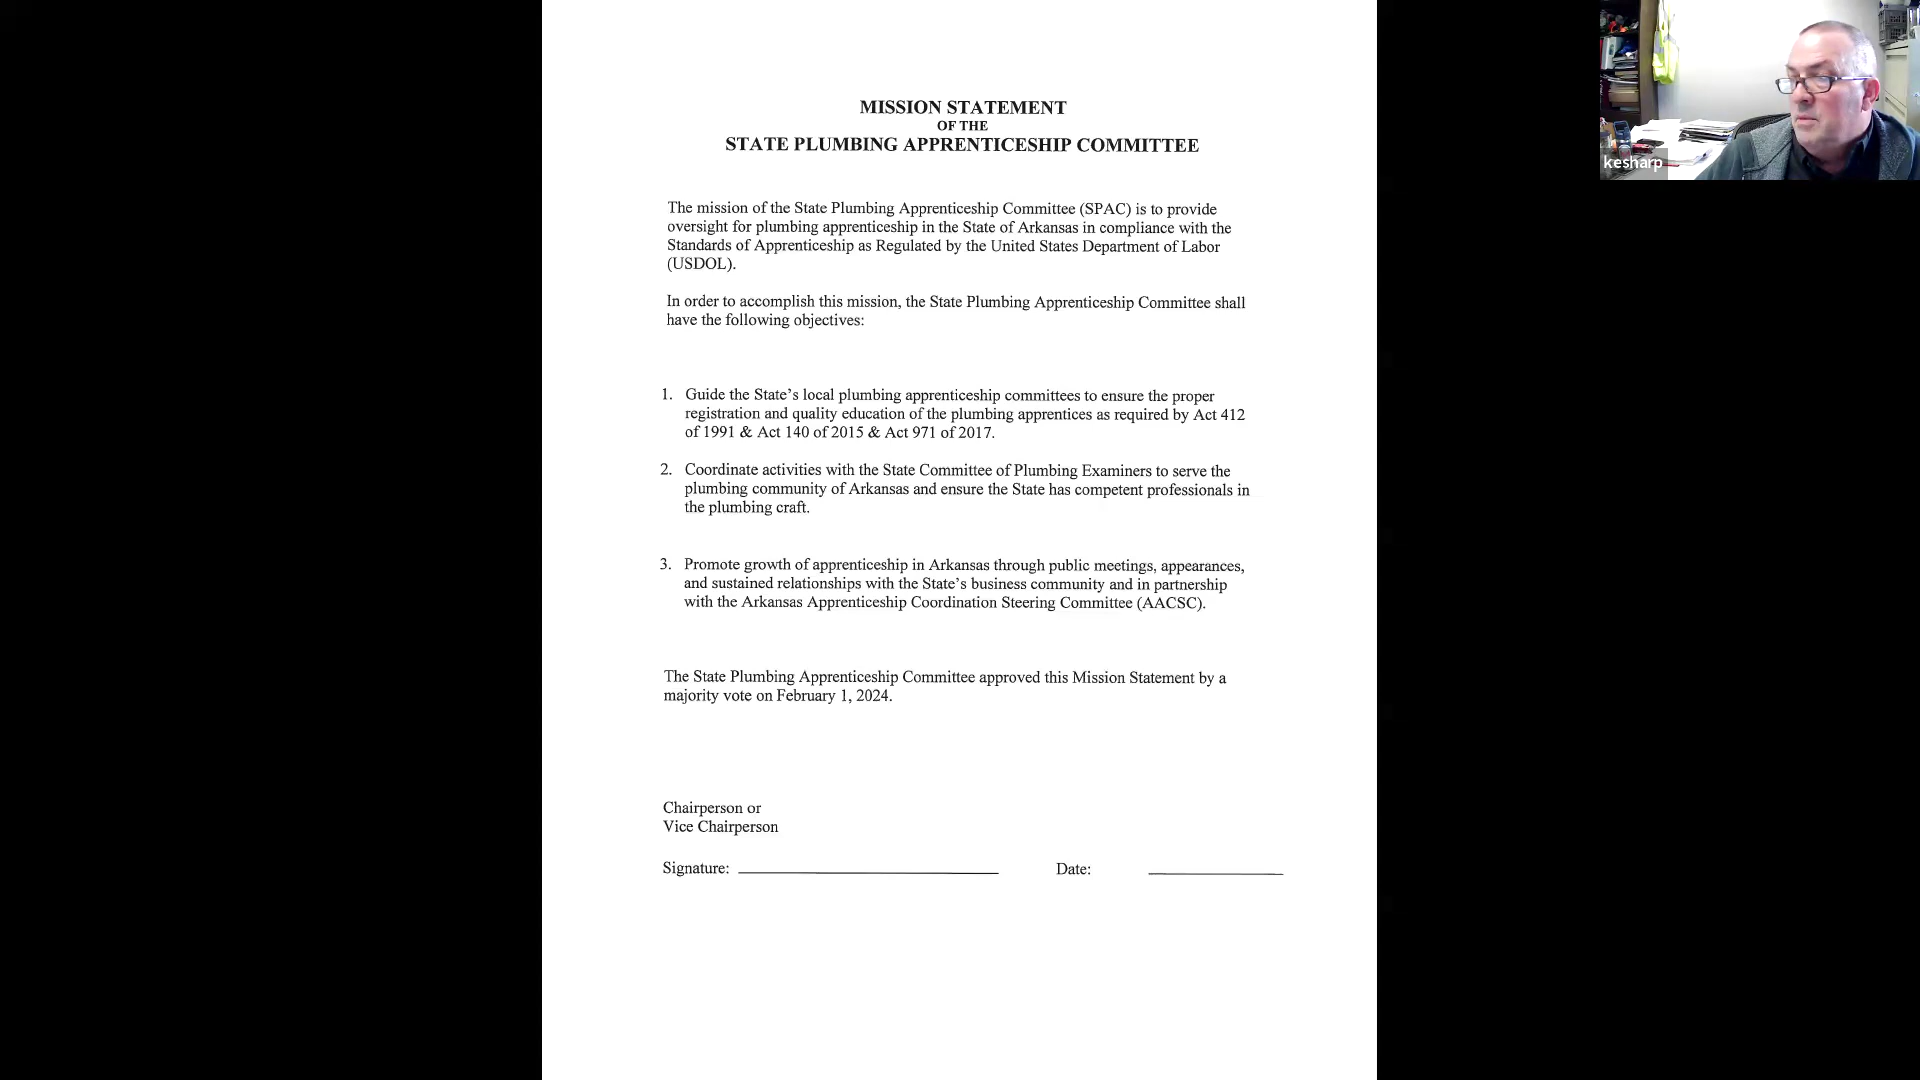 MISSION STATEMENT
OF THE
STATE PLUMBING APPRENTICESHIP COMMITTEE
The mission of the State Plumbing Apprenticeship Committee (SPAC) is to provide
oversight for plumbing apprenticeship in the State of Arkansas in compliance with the
Standards of Apprenticeship as Regulated by the United States Department of Labor
(USDOL).
In order to accomplish this mission, the State Plumbing Apprenticeship Committee shall
have the following objectives:
1. Guide the State's local plumbing apprenticeship committees to ensure the proper
registration and quality education of the plumbing apprentices as required by Act 412
of 1991 & Act 140 of 2015 & Act 971 of 2017.
2. Coordinate activities with the State Committee of Plumbing Examiners to serve the
plumbing community of Arkansas and ensure the State has competent professionals in
the plumbing craft.
3. Promote growth of apprenticeship in Arkansas through public meetings, appearances,
and sustained relationships with the State's business community and in partnership
with the Arkansas Apprenticeship Coordination Steering Committee (AACSC).
The State Plumbing Apprenticeship Committee approved this Mission Statement by a
majority vote on February 1, 2024.
Chairperson or
Vice Chairperson
Signature: Date:
kesharp